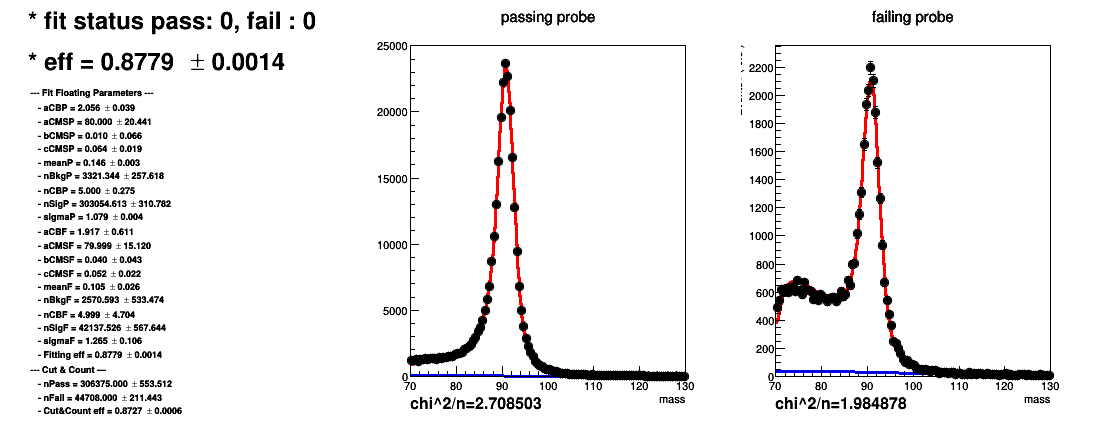 * fit status pass: 0, fail : 0
* eff = 0.8779 ± 0.0014
--- Fit Floating Parameters ---
- aCBP = 2.056 ± 0.039
- aCMSP = 80.000 ± 20.441
- bCMSP = 0.010 ± 0.066
- cCMSP = 0.064 ± 0.019
- meanP = 0.146 ± 0.003
- nBkgP = 3321.344 ± 257.618
- nCBP = 5.000 ± 0.275
- nSigP = 303054.613 ± 310.782
- sigmaP = 1.079 ± 0.004
- aCBF = 1.917 ± 0.611
- aCMSF = 79.999 ± 15.120
- bCMSF = 0.040 ± 0.043
- cCMSF = 0.052 ± 0.022
- meanF = 0.105 ± 0.026
- nBkgF = 2570.593 ± 533.474
- nCBF = 4.999 ± 4.704
- nSigF = 42137.526 ± 567.644
- sigmaF = 1.265 ± 0.106
- Fitting eff = 0.8779 ± 0.0014
--- Cut & Count ---
- nPass = 306375.000 ± 553.512
- nFail = 44708.000 ± 211.443
- Cut&Count eff = 0.8727 ± 0.0006
passing probe
25000
20000
15000
10000
5000
0
70 80 90 100 110 120 130
mass
chi^2/n=2.708503
failing probe
2200
2000
1800
1600
1400
1200
1000
800
600
400
200
0
70 80 90 100 110 120 130
mass
chi^2/n=1.984878